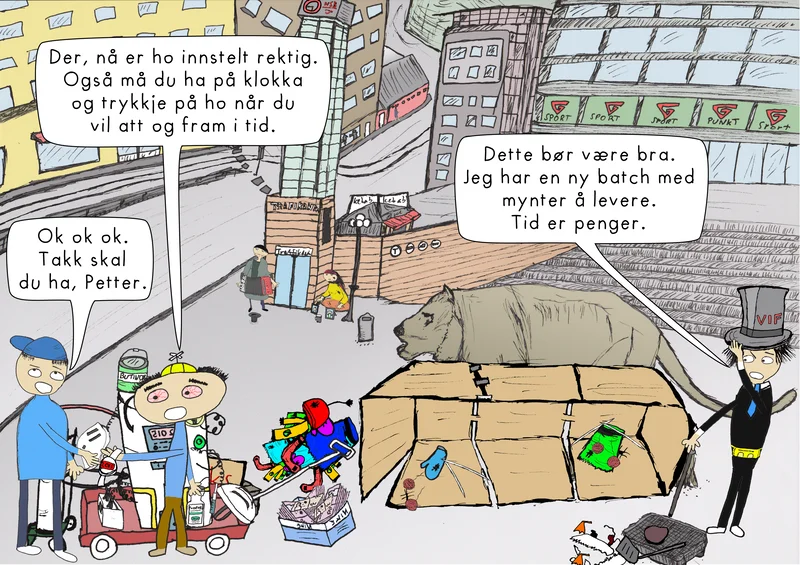 Der, nå er ho innstelt rektig.
Også må du ha på klokka
og trykkje på ho når du
vil att og fram i tid.
Dette bør være bra.
Jeg har en ny batch med
mynter å levere.
Tid er penger.
Ok ok ok.
Takk skal
du ha, Petter.
SPORT
SPORT
SPORT
PUNKT
Sport
kebab
kebab
VIF